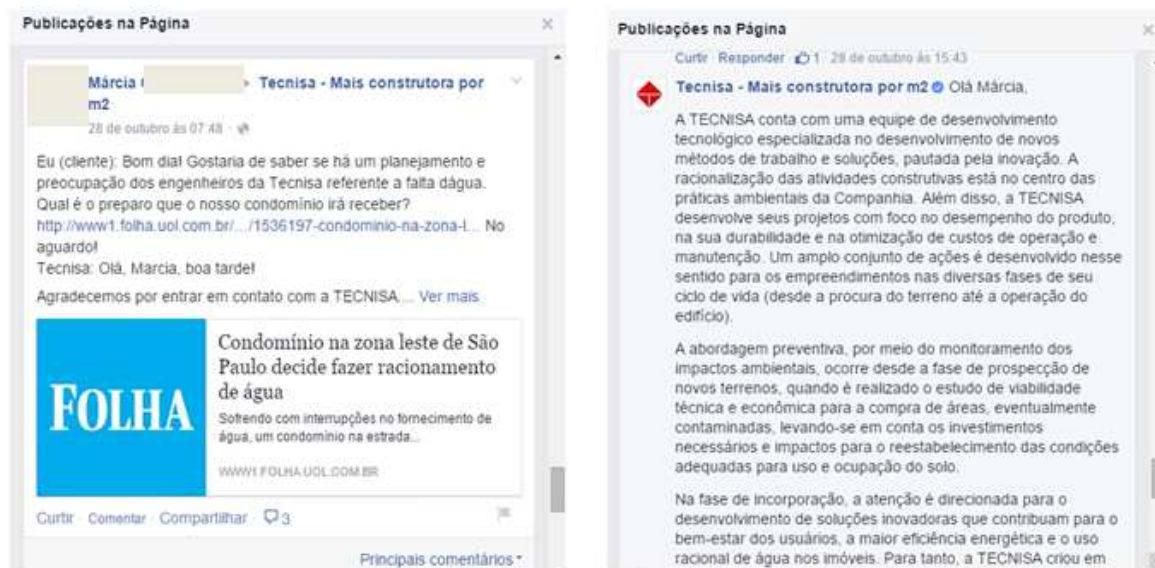 Publicações na Página
Márcia
Tecnisa - Mais construtora por
m2
28 de outubro às 07:48
Eu (cliente): Bom dia! Gostaria de saber se há um planejamento e
preocupação dos engenheiros da Tecnisa referente a falta dágua.
Qual é o preparo que o nosso condomínio irá receber?
http://www1.folha.uol.com.br/.../1536197-condominio-na-zona-l... No
aguardo!
Tecnisa: Olá, Marcia, boa tarde!
Agradecemos por entrar em contato com a TECNISA.... Ver mais
FOLHA
Condomínio na zona leste de São
Paulo decide fazer racionamento
de água
Sofrendo com interrupções no fornecimento de
água, um condomínio na estrada...
WWW1.FOLHA.UOL.COM.BR
Curtir · Comentar · Compartilhar · 3
Principais comentários
Publicações na Página
Curtir · Responder · 1 · 28 de outubro às 15:43
Tecnisa - Mais construtora por m2 Olá Márcia,
A TECNISA conta com uma equipe de desenvolvimento
tecnológico especializada no desenvolvimento de novos
métodos de trabalho e soluções, pautada pela inovação. A
racionalização das atividades construtivas está no centro das
práticas ambientais da Companhia. Além disso, a TECNISA
desenvolve seus projetos com foco no desempenho do produto,
na sua durabilidade e na otimização de custos de operação e
manutenção. Um amplo conjunto de ações é desenvolvido nesse
sentido para os empreendimentos nas diversas fases de seu
ciclo de vida (desde a procura do terreno até a operação do
edifício).
A abordagem preventiva, por meio do monitoramento dos
impactos ambientais, ocorre desde a fase de prospecção de
novos terrenos, quando é realizado o estudo de viabilidade
técnica e econômica para a compra de áreas, eventualmente
contaminadas, levando-se em conta os investimentos
necessários e impactos para o reestabelecimento das condições
adequadas para uso e ocupação do solo.
Na fase de Incorporação, a atenção é direcionada para o
desenvolvimento de soluções inovadoras que contribuam para o
bem-estar dos usuários, a maior eficiência energética e o uso
racional de água nos imóveis. Para tanto, a TECNISA criou em